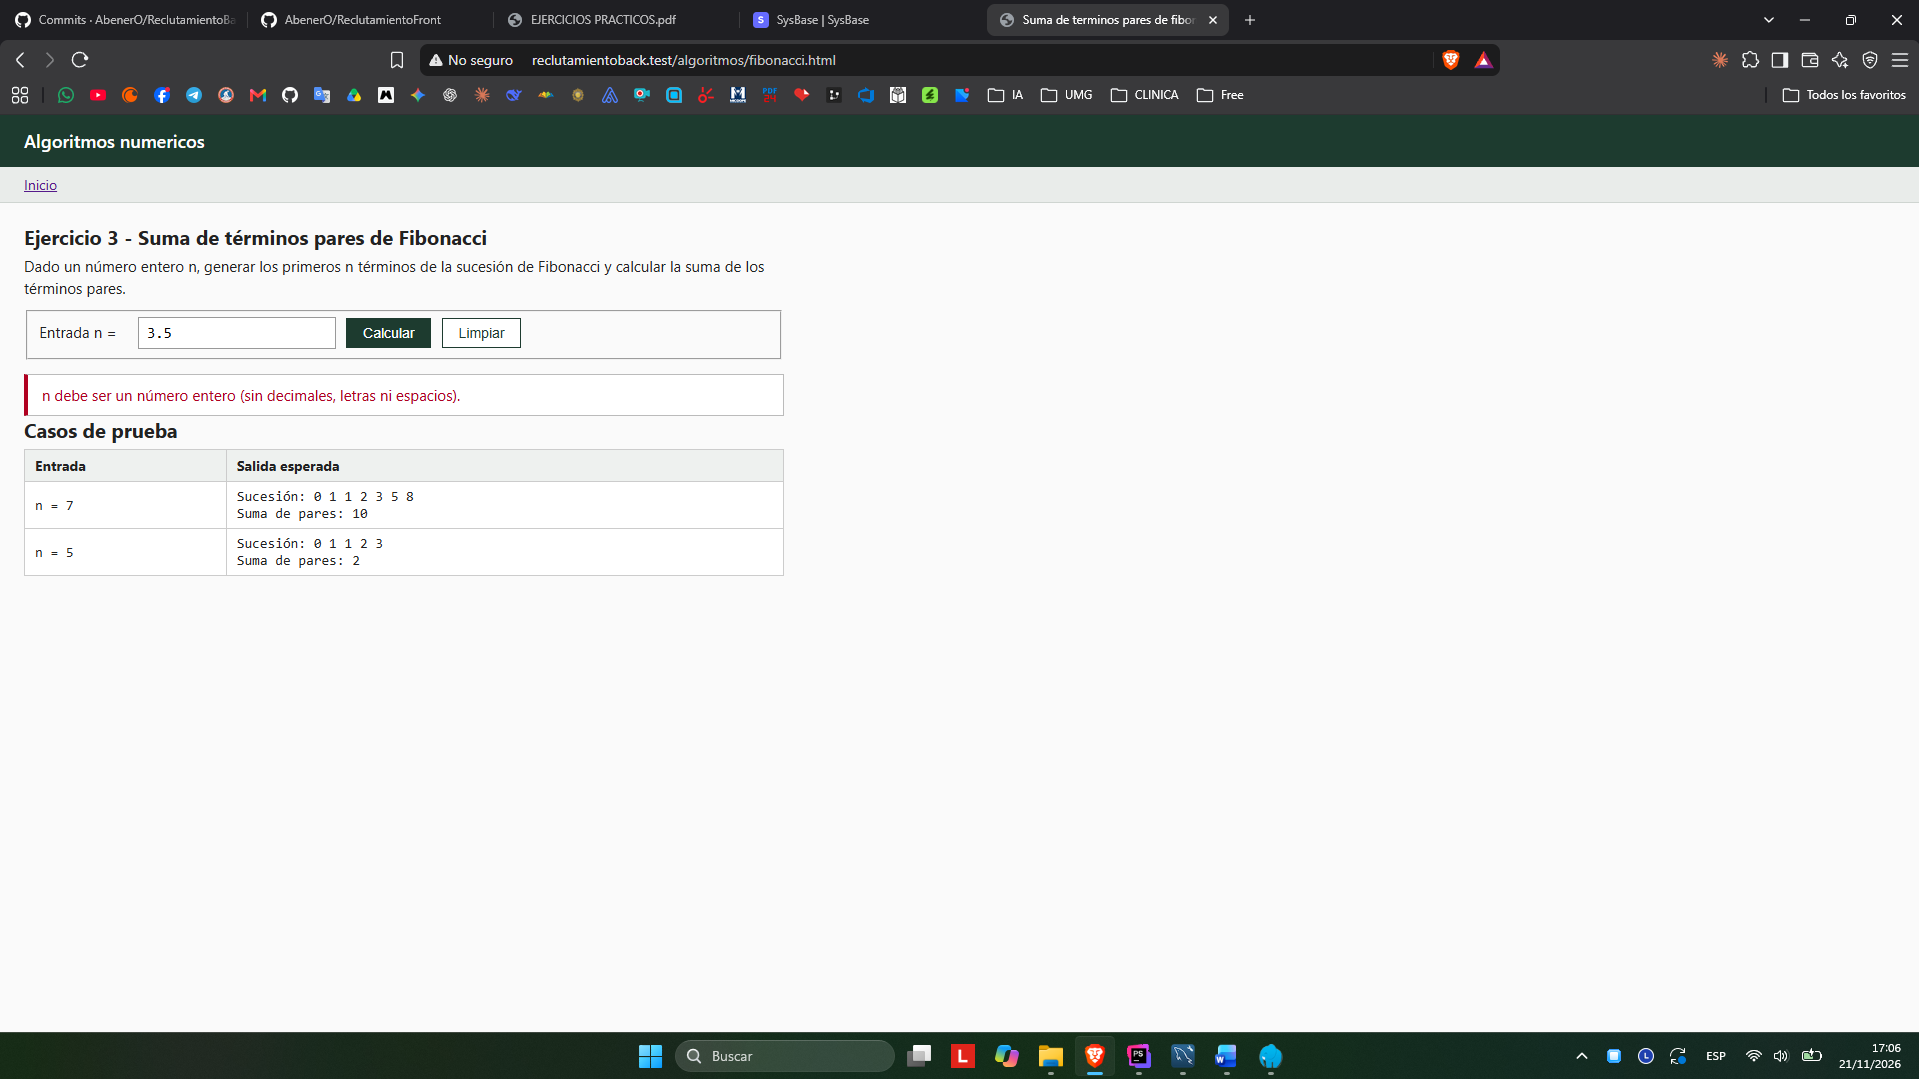 Commits · AbenerO/ReclutamientoBa
AbenerO/ReclutamientoFront
EJERCICIOS PRACTICOS.pdf
S SysBase | SysBase
Suma de terminos pares de fibor
No seguro reclutamientoback.test/algoritmos/fibonacci.html
IA
UMG
CLINICA
Free
Todos los favoritos
Algoritmos numericos
Inicio
Ejercicio 3 - Suma de términos pares de Fibonacci
Dado un número entero n, generar los primeros n términos de la sucesión de Fibonacci y calcular la suma de los
términos pares.
Entrada n = 3.5 Calcular Limpiar
n debe ser un número entero (sin decimales, letras ni espacios).
Casos de prueba
Entrada Salida esperada
n = 7
Sucesión: 0 1 1 2 3 5 8
Suma de pares: 10
n = 5
Sucesión: 0 1 1 2 3
Suma de pares: 2
Buscar
L
PS
W
ESP
17:06
21/11/2026